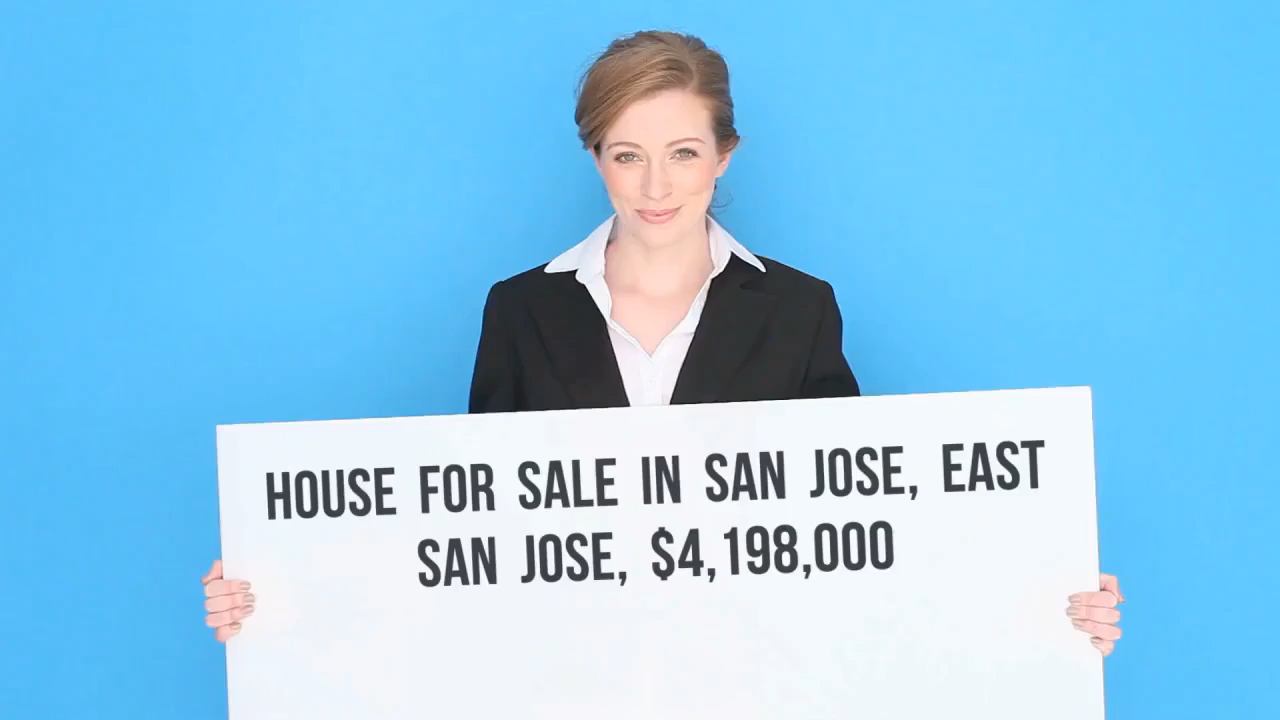 HOUSE FOR SALE IN SAN JOSE, EAST
SAN JOSE, $4,198,000